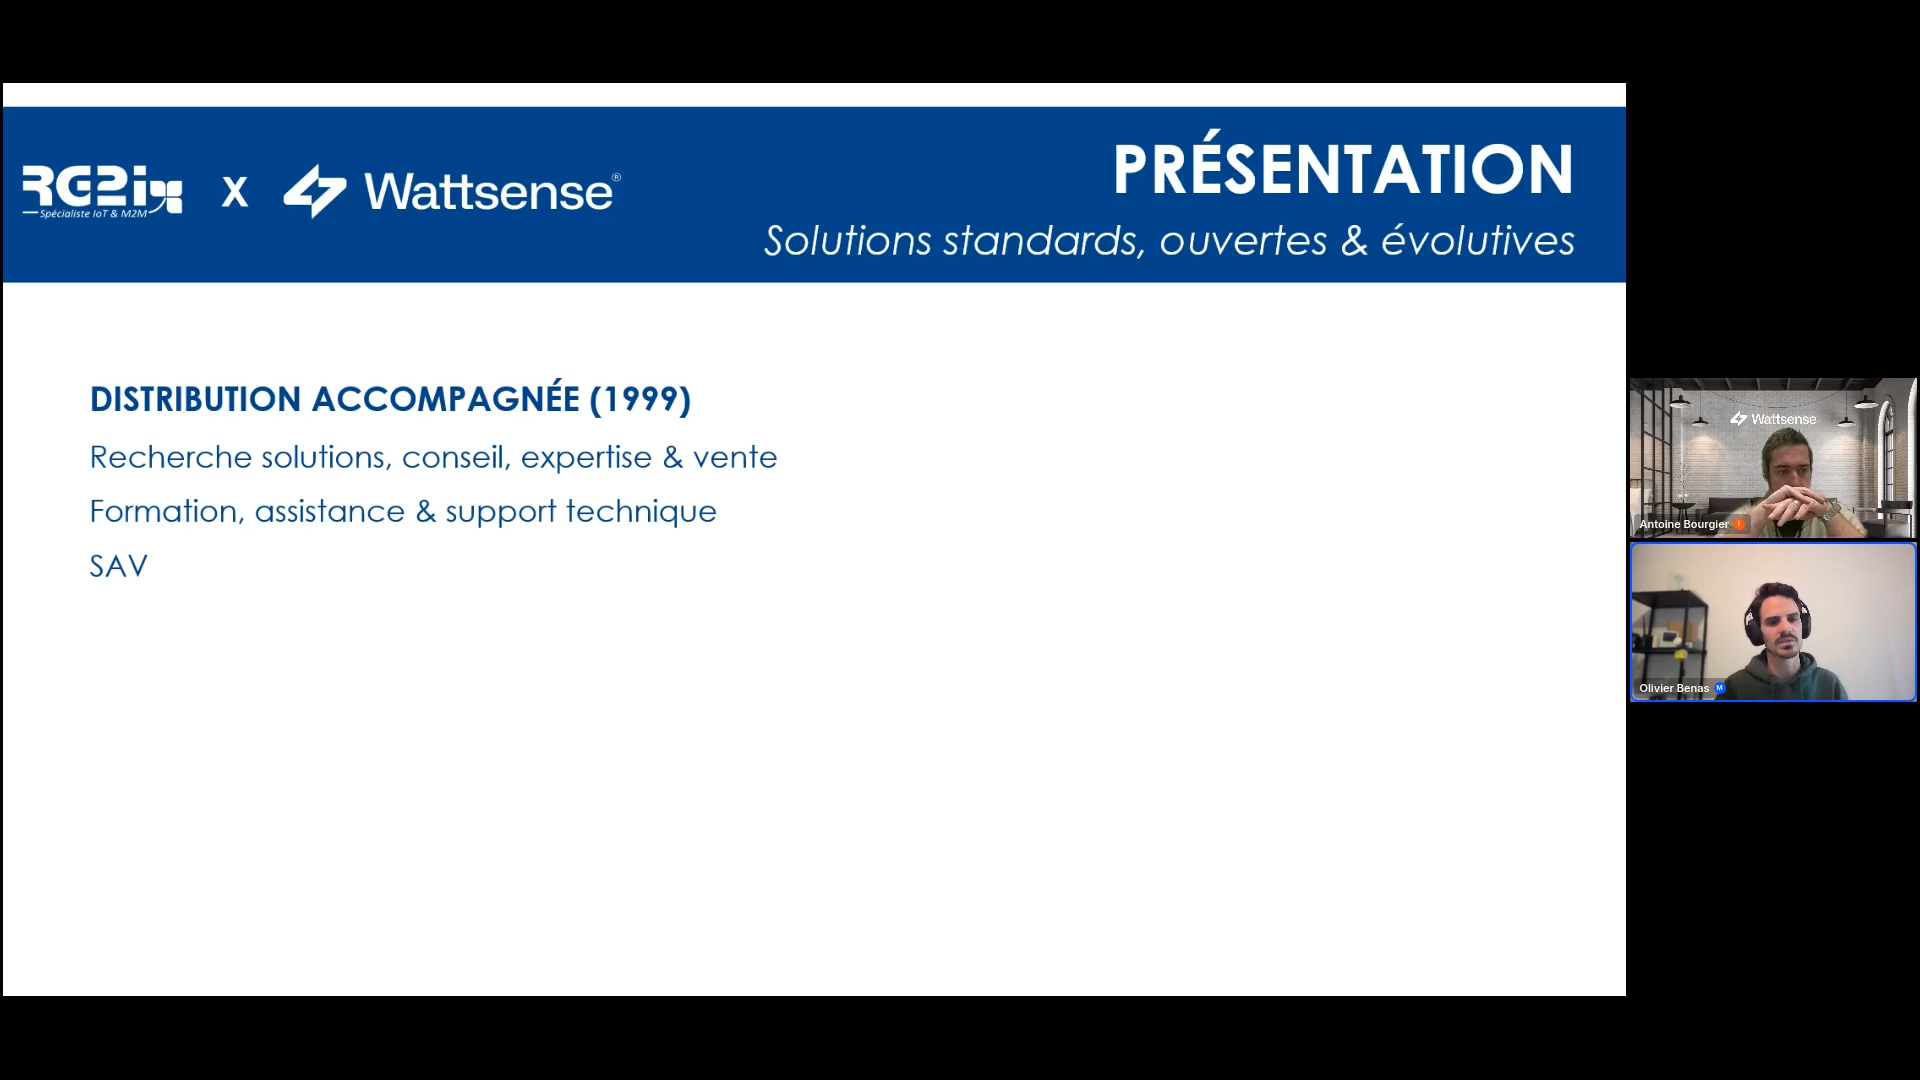 RG2i
Spécialiste IoT & M2M
X
Wattsense®
PRÉSENTATION
Solutions standards, ouvertes & évolutives
DISTRIBUTION ACCOMPAGNÉE (1999)
Recherche solutions, conseil, expertise & vente
Formation, assistance & support technique
SAV
Wattsense
Antoine Bourgier
Olivier Benas M